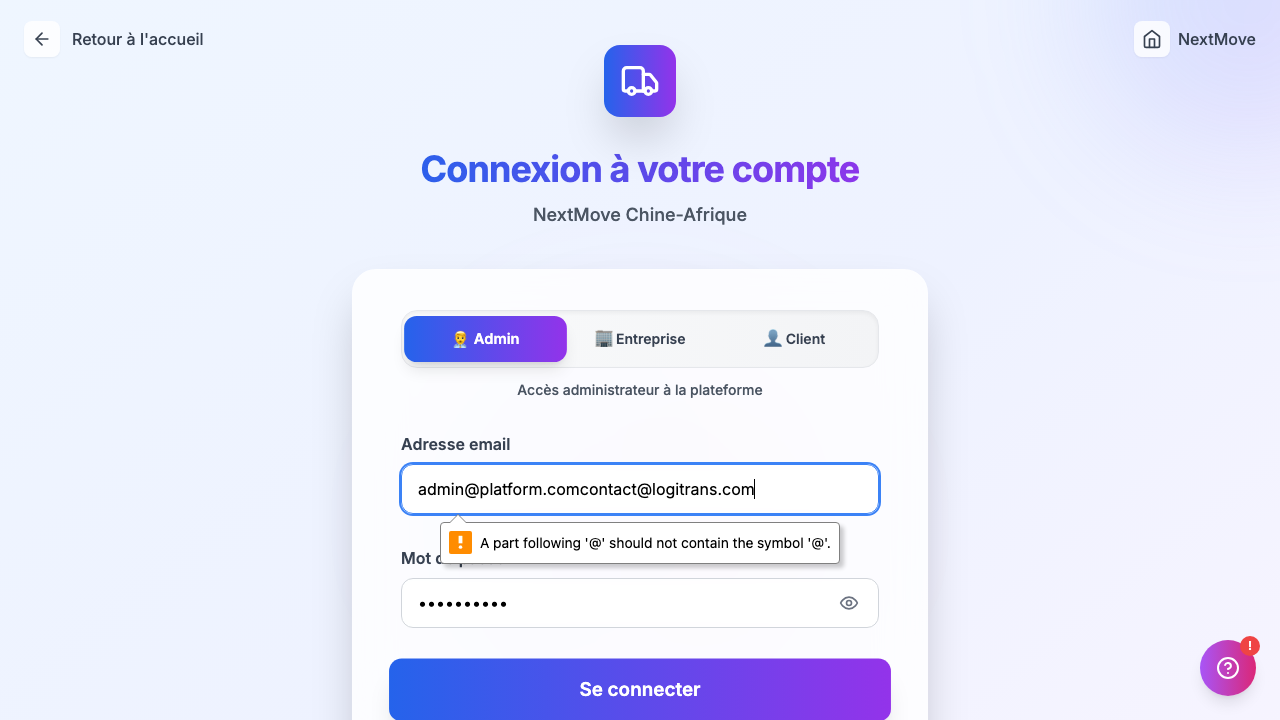 Retour à l'accueil
NextMove
Connexion à votre compte
NextMove Chine-Afrique
Admin
Entreprise
Client
Accès administrateur à la plateforme
Adresse email
admin@platform.comcontact@logitrans.com
A part following '@' should not contain the symbol '@'.
Mot
••••••••••
Se connecter